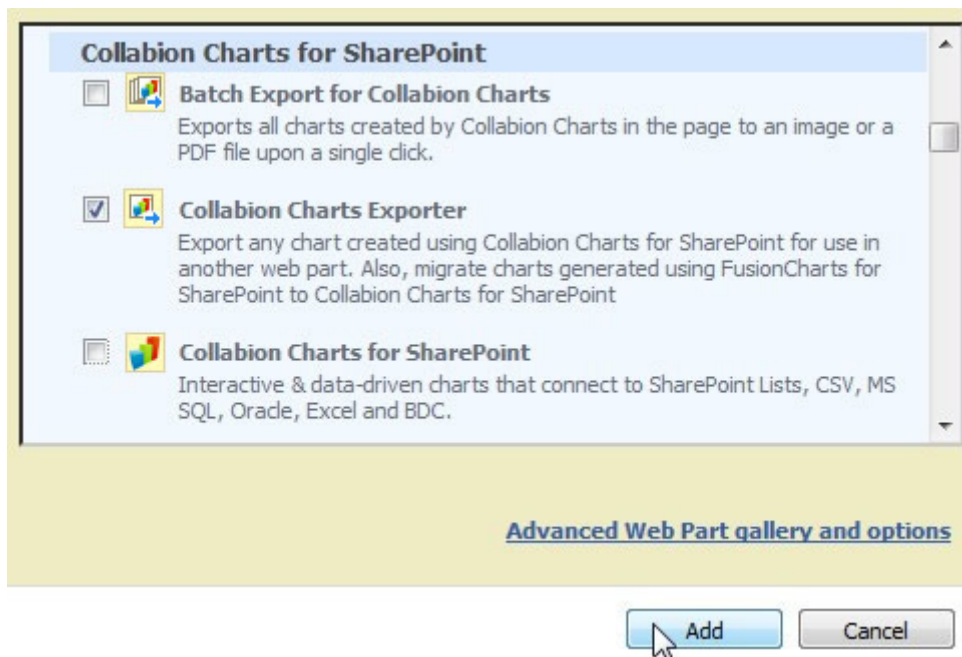 Collabion Charts for SharePoint
Batch Export for Collabion Charts
Exports all charts created by Collabion Charts in the page to an image or a
PDF file upon a single click.
Collabion Charts Exporter
Export any chart created using Collabion Charts for SharePoint for use in
another web part. Also, migrate charts generated using FusionCharts for
SharePoint to Collabion Charts for SharePoint
Collabion Charts for SharePoint
Interactive & data-driven charts that connect to SharePoint Lists, CSV, MS
SQL, Oracle, Excel and BDC.
Advanced Web Part gallery and options
Add Cancel